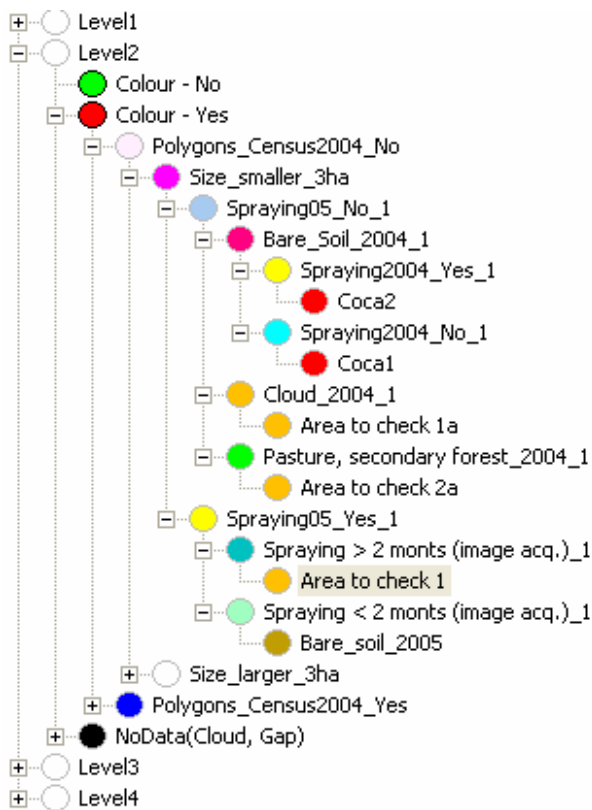 Level1
Level2
Colour - No
Colour - Yes
Polygons_Census2004_No
Size_smaller_3ha
Spraying05_No_1
Bare_Soil_2004_1
Spraying2004_Yes_1
Coca2
Spraying2004_No_1
Coca1
Cloud_2004_1
Area to check 1a
Pasture, secondary forest_2004_1
Area to check 2a
Spraying05_Yes_1
Spraying > 2 monts (image acq.)_1
Area to check 1
Spraying < 2 monts (image acq.)_1
Bare_soil_2005
Size_larger_3ha
Polygons_Census2004_Yes
NoData(Cloud, Gap)
Level3
Level4